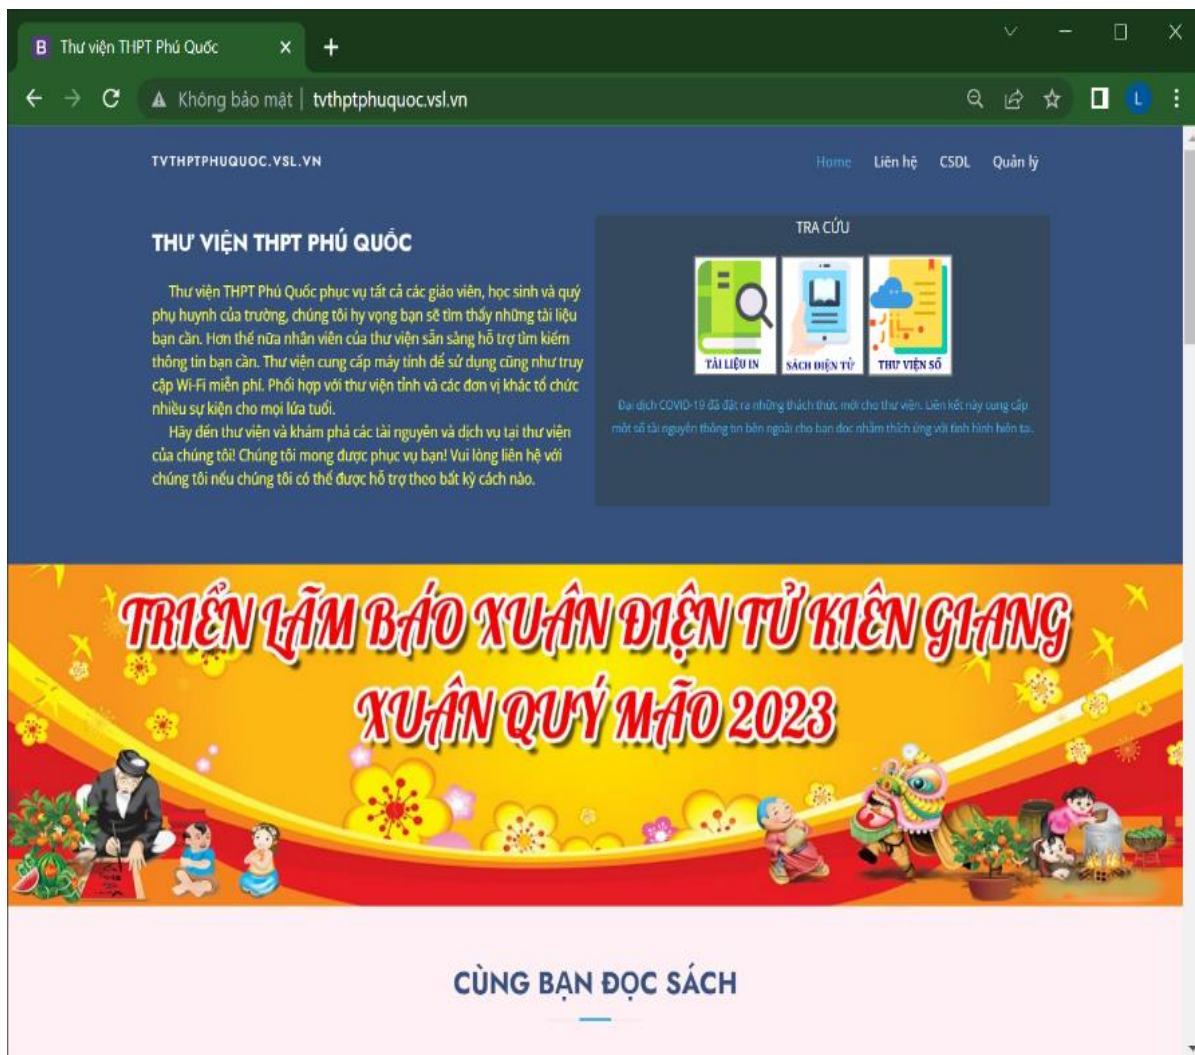 Thư viện THPT Phú Quốc
Không bảo mật
tvthptphuquoc.vsl.vn
L
TVTHPTPHUQUOC.VSL.VN
Home Liên hệ CSDL Quản lý
THƯ VIỆN THPT PHÚ QUỐC
Thư viện THPT Phú Quốc phục vụ tất cả các giáo viên, học sinh và quý
phụ huynh của trường, chúng tôi hy vọng bạn sẽ tìm thấy những tài liệu
bạn cần. Hơn thế nữa nhân viên của thư viện sẵn sàng hỗ trợ tìm kiếm
thông tin bạn cần. Thư viện cung cấp máy tính để sử dụng cũng như truy
cập Wi-Fi miễn phí. Phối hợp với thư viện tỉnh và các đơn vị khác tổ chức
nhiều sự kiện cho mọi lứa tuổi.
Hãy đến thư viện và khám phá các tài nguyên và dịch vụ tại thư viện
của chúng tôi! Chúng tôi mong được phục vụ bạn! Vui lòng liên hệ với
chúng tôi nếu chúng tôi có thể được hỗ trợ theo bất kỳ cách nào.
TRA CỨU
TÀI LIỆU IN
SÁCH ĐIỆN TỬ
THƯ VIỆN SỐ
Đại dịch COVID-19 đã đặt ra những thách thức mới cho thư viện. Liên kết này cung cấp
một số tài nguyên thông tin bên ngoài cho bạn đọc nhằm thích ứng với tình hình hiện tại.
TRIỂN LÃM BÁO XUÂN ĐIỆN TỬ KIÊN GIANG
XUÂN QUÝ MÃO 2023
CÙNG BẠN ĐỌC SÁCH